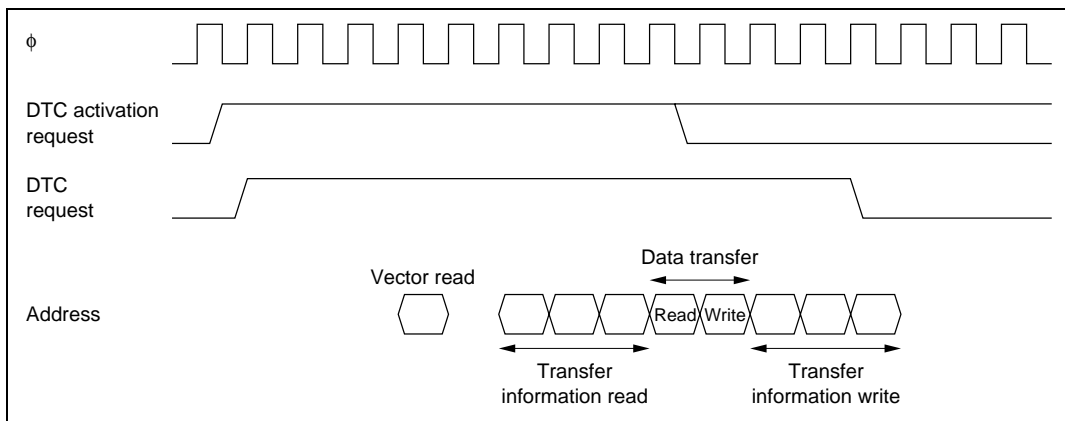 ϕ
DTC activation
request
DTC
request
Data transfer
Vector read
Address
Read Write
Transfer
information read
Transfer
information write